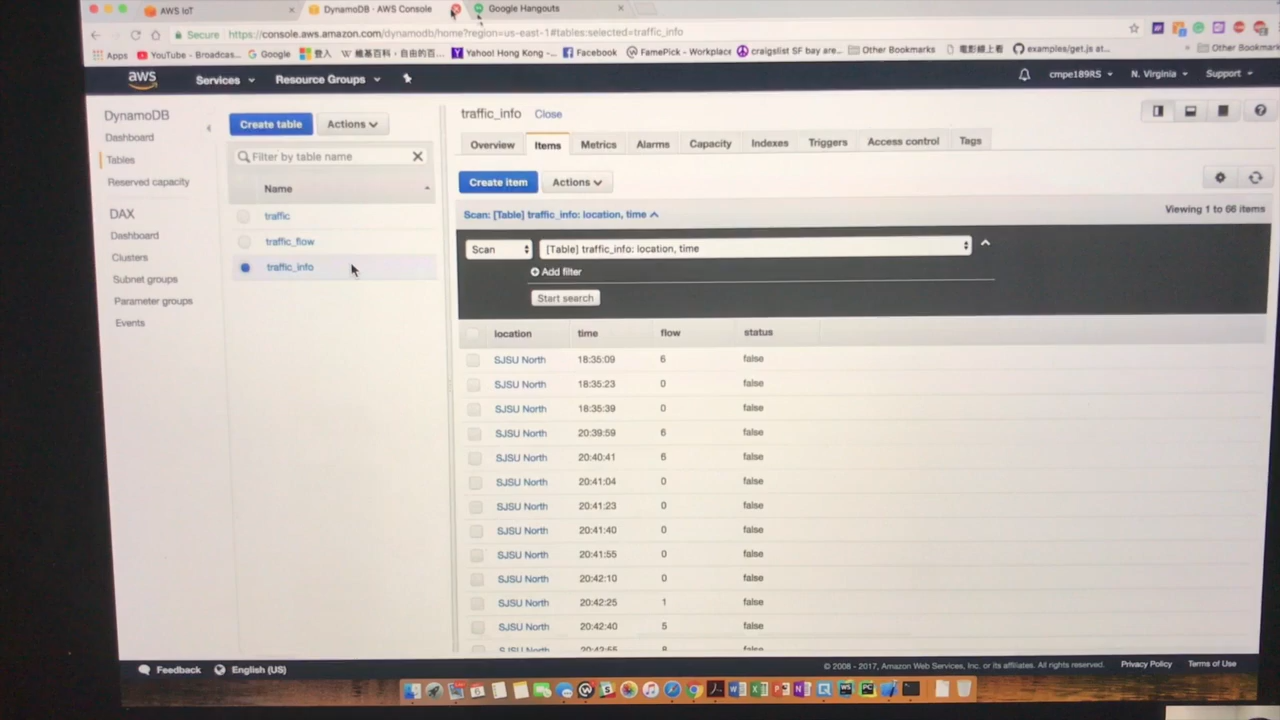 AWS IoT
DynamoDB · AWS Console
Google Hangouts
Secure https://console.aws.amazon.com/dynamodb/home?region=us-east-1#tables:selected=traffic_info
Apps YouTube - Broadcas... Google 登入 W 維基百科 - 自由的百... Yahoo! Hong Kong -... Facebook FamePick - Workplace craigslist SF bay are... Other Bookmarks 電影線上看 examples/get.js at... » Other Bookmarks
aws Services Resource Groups cmpe189RS N. Virginia Support
DynamoDB
Dashboard
Tables
Reserved capacity
DAX
Dashboard
Clusters
Subnet groups
Parameter groups
Events
Create table Actions
Filter by table name
Name
traffic
traffic_flow
traffic_info
traffic_info Close
Overview Items Metrics Alarms Capacity Indexes Triggers Access control Tags
Create item Actions
Scan: [Table] traffic_info: location, time
Viewing 1 to 66 items
Scan [Table] traffic_info: location, time
Add filter
Start search
location time flow status
SJSU North 18:35:09 6 false
SJSU North 18:35:23 0 false
SJSU North 18:35:39 0 false
SJSU North 20:39:59 6 false
SJSU North 20:40:41 6 false
SJSU North 20:41:04 0 false
SJSU North 20:41:23 0 false
SJSU North 20:41:40 0 false
SJSU North 20:41:55 0 false
SJSU North 20:42:10 0 false
SJSU North 20:42:25 1 false
SJSU North 20:42:40 5 false
Feedback English (US)
© 2008 - 2017, Amazon Web Services, Inc. or its affiliates. All rights reserved. Privacy Policy Terms of Use